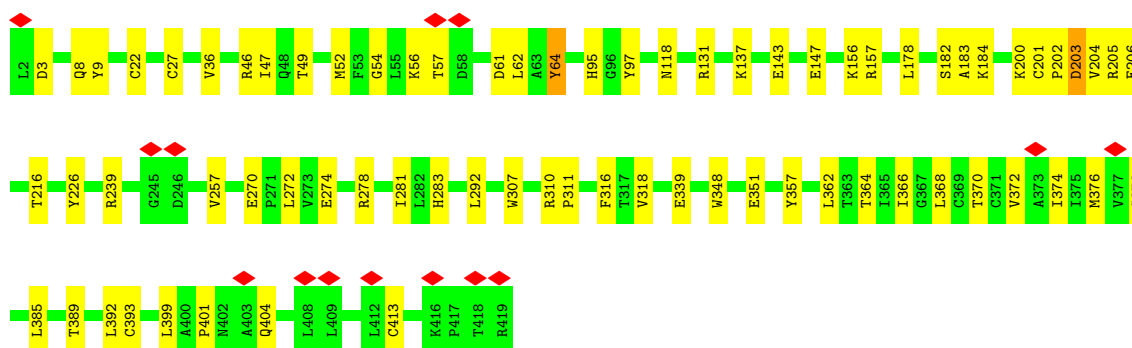 L2 D3 Q8 Y9 C22 C27 V36 R46 I47 Q48 T49 M52 F53 G54 L55 K56 T57 D58 D61 L62 A63 Y64 H95 G96 Y97 N118 R131 K137 E143 E147 K156 R157 L178 S182 A183 K184 K200 C201 P202 D203 V204 R205
T216 Y226 R239 G245 D246 V257 E270 P271 L272 V273 E274 R278 I281 L282 H283 L292 W307 R310 P311 F316 T317 V318 E339 W348 E351 Y357 L362 T363 T364 I365 I366 G367 L368 C369 T370 C371 V372 A373 I374 I375 M376 V377
L385 T389 L392 C393 L399 A400 P401 N402 A403 Q404 L408 L409 L412 C413 K416 P417 T418 R419